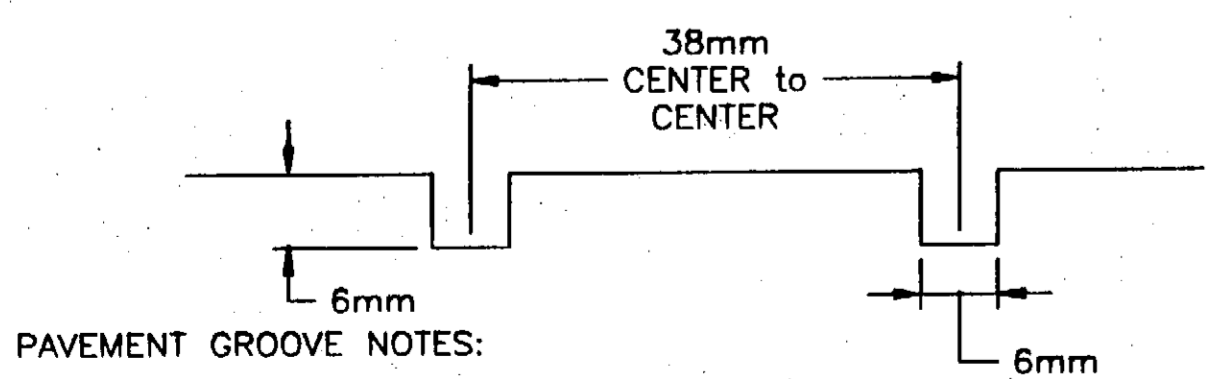 38mm
CENTER to
CENTER
6mm
PAVEMENT GROOVE NOTES:
6mm